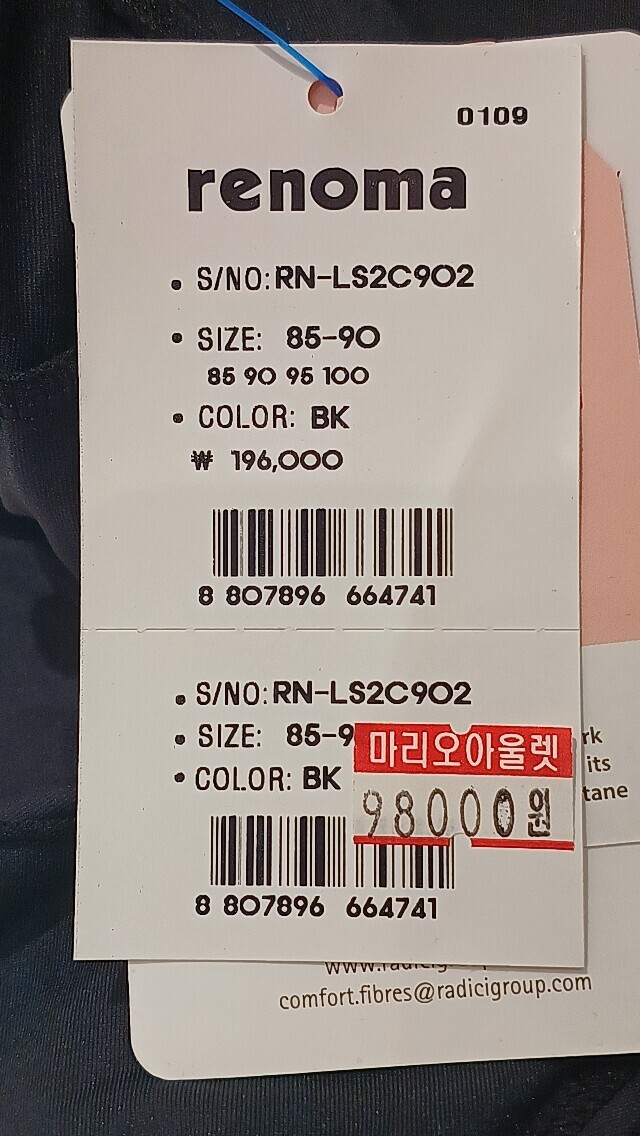 0109
renoma
• S/NO: RN-LS2C902
• SIZE: 85-90
85 90 95 100
• COLOR: BK
₩ 196,000
8 807896 664741
• S/NO: RN-LS2C902
• SIZE: 85-9
마리오아울렛
• COLOR: BK
98000원
8 807896 664741
rk
its
tane
comfort.fibres@radicigroup.com